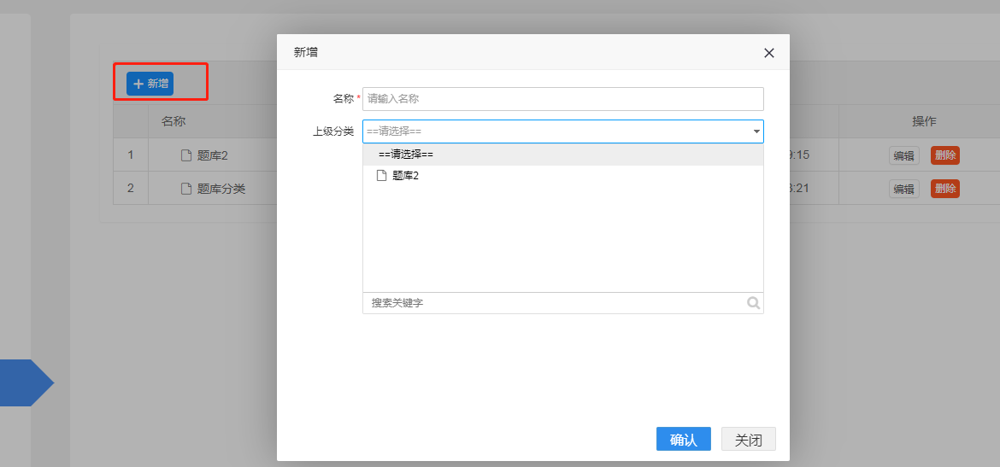 新增
新增
名称 * 请输入名称
名称
操作
上级分类 ==请选择==
==请选择==
1 题库2 9:15 编辑 删除
题库2
2 题库分类 :21 编辑 删除
搜索关键字
确认 关闭